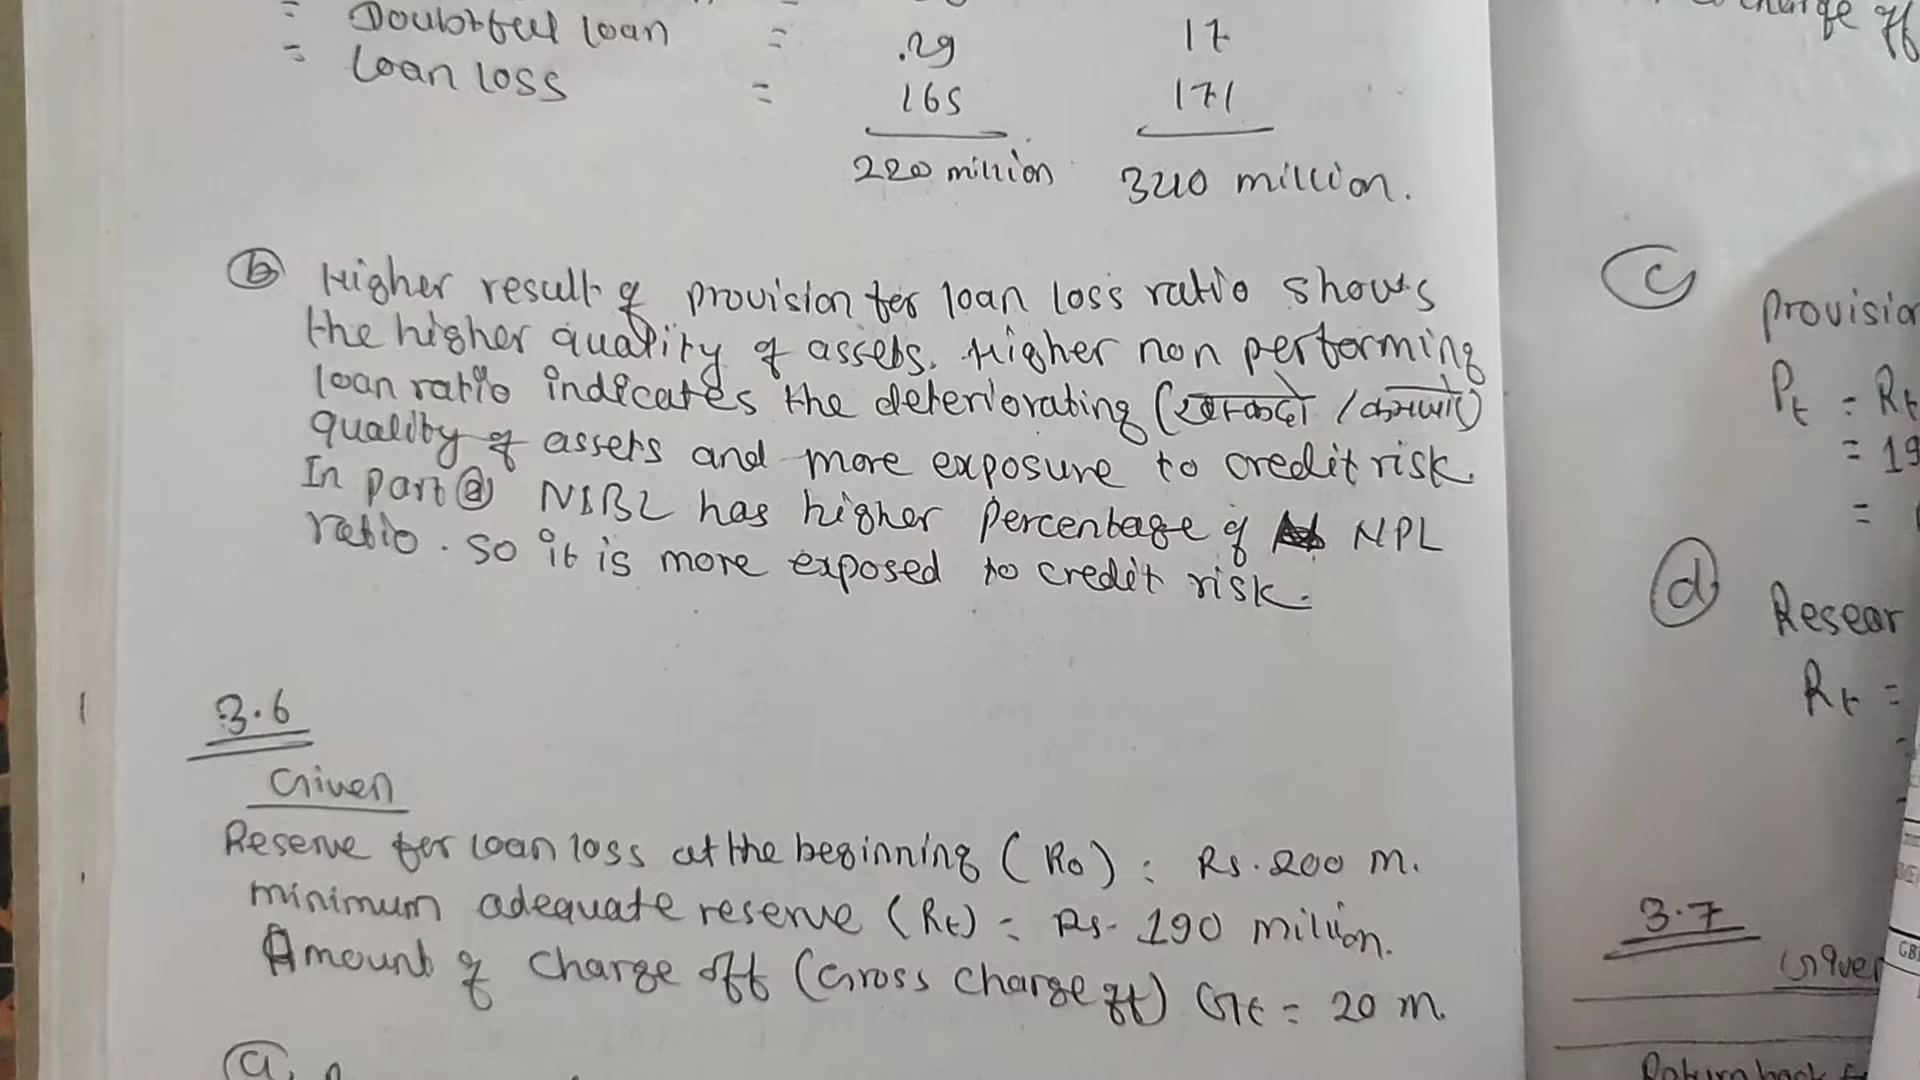 = Doubtful loan = .29 17
= Loan loss = 165 171
220 million 340 million.
(b) Higher result of provision for loan loss ratio shows
the higher quality of assets. Higher non performing
loan ratio indicates the deteriorating (
quality of assets and more exposure to credit risk.
In part (a) NIBL has higher percentage of NPL
ratio. so it is more exposed to credit risk.
3.6
Given
Reserve for loan loss at the beginning (R0) = Rs. 200 m.
minimum adequate reserve (Rt) = Rs. 190 million.
Amount of charge off (Gross charge off) Gt = 20 m.
(a)
charge off
(c)
provision
Pt = Rt
= 19
=
(d)
Rt =
3.7
Given